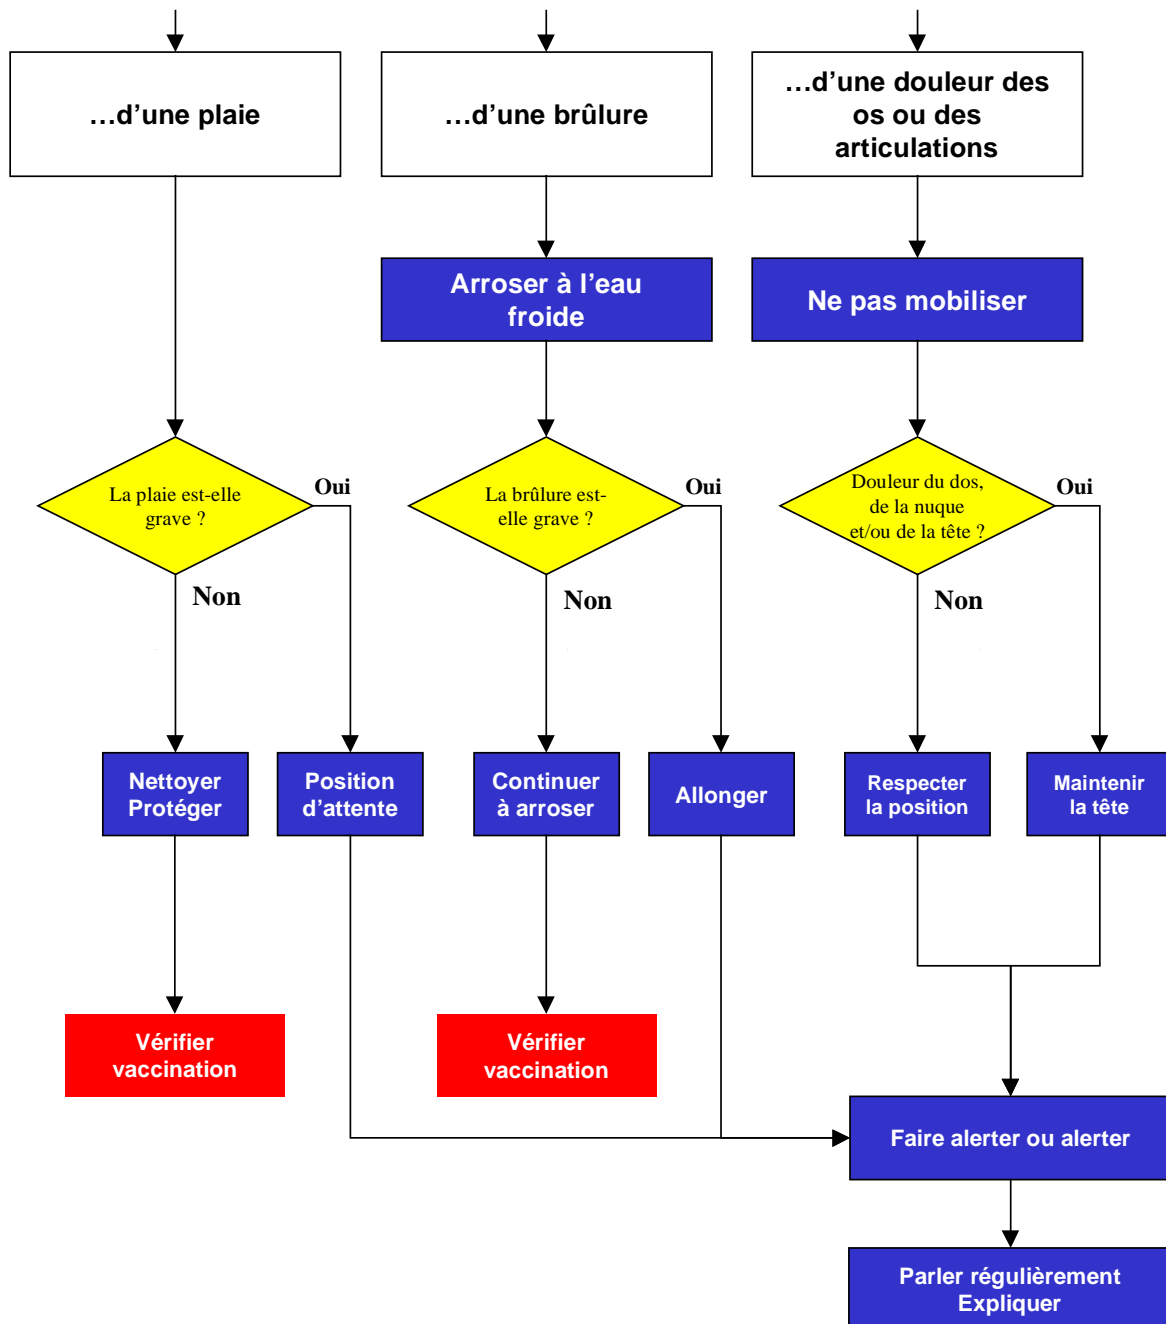 …d'une plaie
…d'une brûlure
…d'une douleur des
os ou des
articulations
Arroser à l'eau
froide
Ne pas mobiliser
La plaie est-elle
grave ?
Oui
Non
La brûlure est-
elle grave ?
Oui
Non
Douleur du dos,
de la nuque
et/ou de la tête ?
Oui
Non
Nettoyer
Protéger
Position
d'attente
Continuer
à arroser
Allonger
Respecter
la position
Maintenir
la tête
Vérifier
vaccination
Vérifier
vaccination
Faire alerter ou alerter
Parler régulièrement
Expliquer